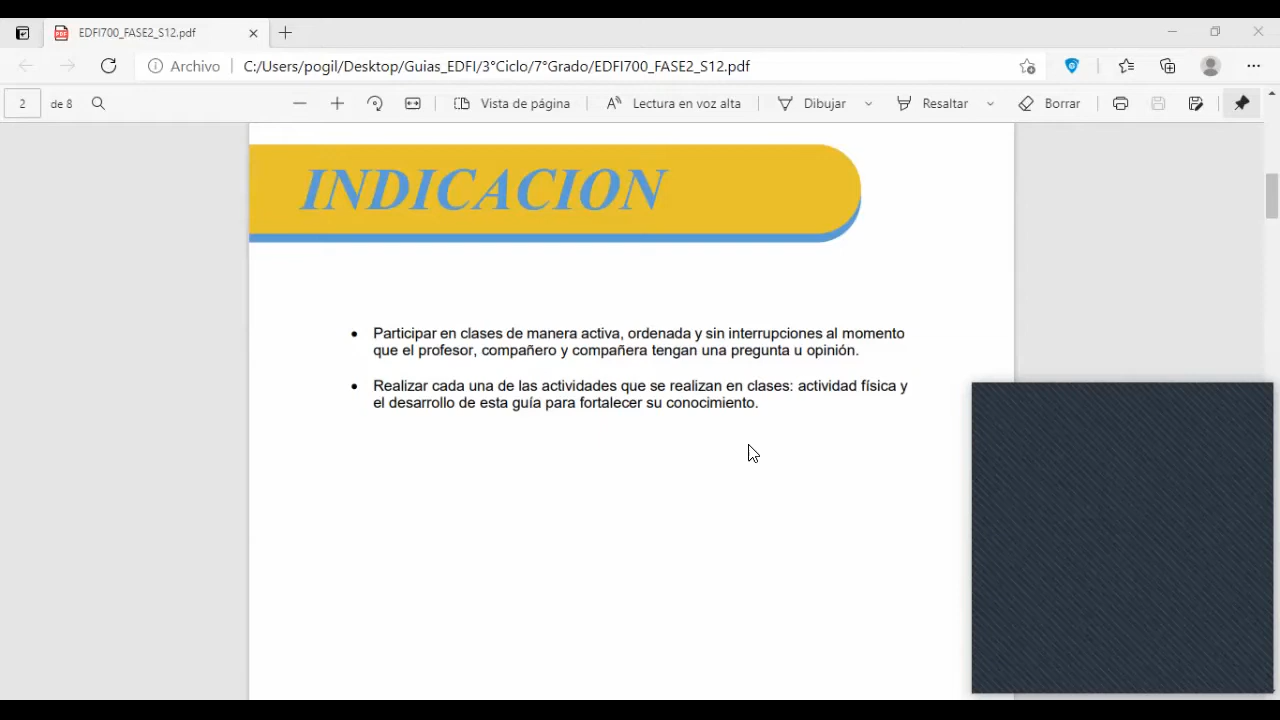 EDFI700_FASE2_S12.pdf
Archivo
C:/Users/pogil/Desktop/Guias_EDFI/3°Ciclo/7°Grado/EDFI700_FASE2_S12.pdf
2 de 8
Vista de página
Lectura en voz alta
Dibujar
Resaltar
Borrar
INDICACION
• Participar en clases de manera activa, ordenada y sin interrupciones al momento
que el profesor, compañero y compañera tengan una pregunta u opinión.
• Realizar cada una de las actividades que se realizan en clases: actividad física y
el desarrollo de esta guía para fortalecer su conocimiento.